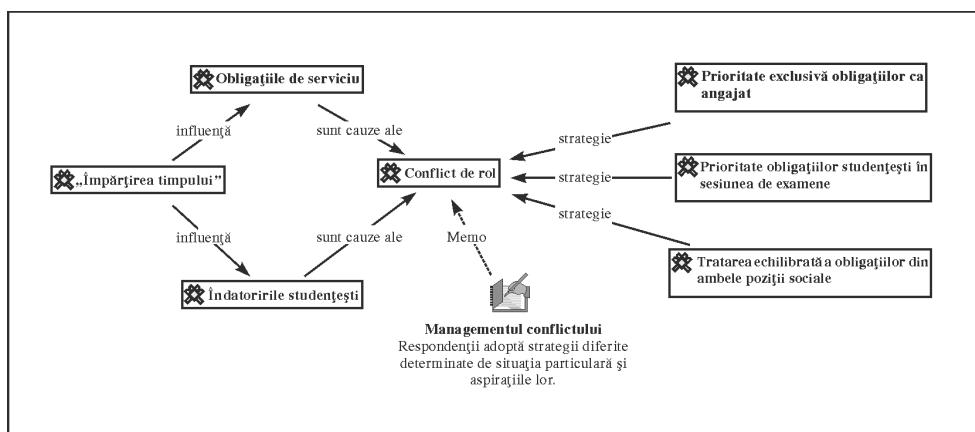 Obligaţiile de serviciu
Prioritate exclusivă obligaţiilor ca
angajat
influenţă
sunt cauze ale
strategie
„Împărţirea timpului”
Conflict de rol
strategie
Prioritate obligaţiilor studenţeşti în
sesiunea de examene
strategie
influenţă
sunt cauze ale
Memo
Îndatoririle studenţeşti
Tratarea echilibrată a obligaţiilor din
ambele poziţii sociale
Managementul conflictului
Respondenţii adoptă strategii diferite
determinate de situaţia particulară şi
aspiraţiile lor.